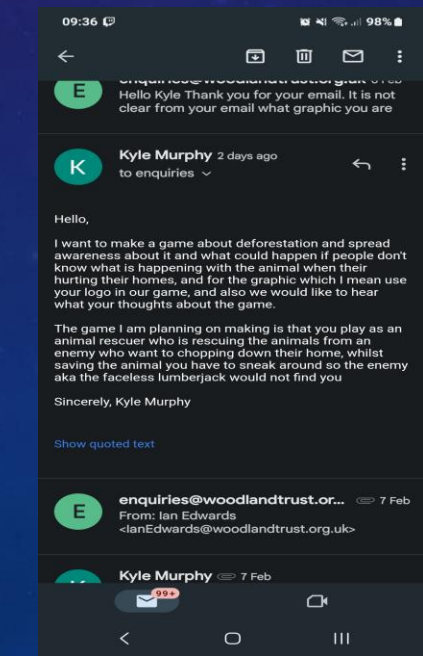 09:36
98%
E
enquiries@woodlandtrust.org.uk 6 Feb
Hello Kyle Thank you for your email. It is not
clear from your email what graphic you are
K
Kyle Murphy 2 days ago
to enquiries
Hello,
I want to make a game about deforestation and spread
awareness about it and what could happen if people don't
know what is happening with the animal when their
hurting their homes, and for the graphic which I mean use
your logo in our game, and also we would like to hear
what your thoughts about the game.
The game I am planning on making is that you play as an
animal rescuer who is rescuing the animals from an
enemy who want to chopping down their home, whilst
saving the animal you have to sneak around so the enemy
aka the faceless lumberjack would not find you
Sincerely, Kyle Murphy
Show quoted text
E
enquiries@woodlandtrust.or... 7 Feb
From: Ian Edwards
<IanEdwards@woodlandtrust.org.uk>
Kyle Murphy 7 Feb
99+